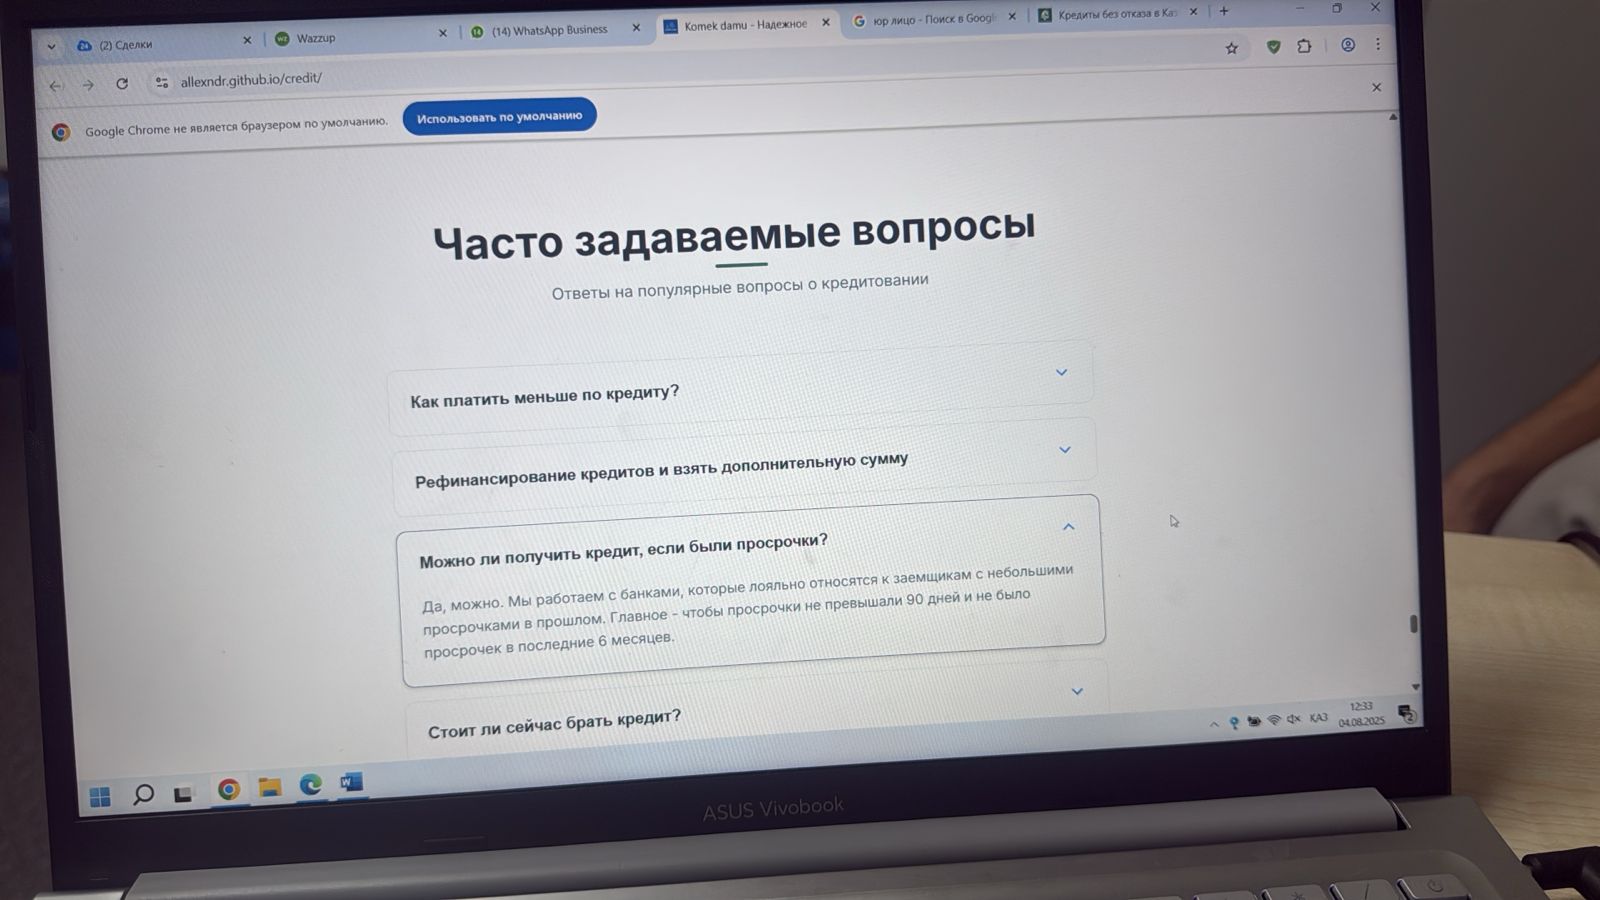 (2) Сделки
Wazzup
(14) WhatsApp Business
Komek damu - Надежное
юр лицо - Поиск в Googl
Кредиты без отказа в Каз
allexndr.github.io/credit/
Google Chrome не является браузером по умолчанию.
Использовать по умолчанию
Часто задаваемые вопросы
Ответы на популярные вопросы о кредитовании
Как платить меньше по кредиту?
Рефинансирование кредитов и взять дополнительную сумму
Можно ли получить кредит, если были просрочки?
Да, можно. Мы работаем с банками, которые лояльно относятся к заемщикам с небольшими
просрочками в прошлом. Главное - чтобы просрочки не превышали 90 дней и не было
просрочек в последние 6 месяцев.
Стоит ли сейчас брать кредит?
ҚАЗ
12:33
04.08.2025
2
ASUS Vivobook